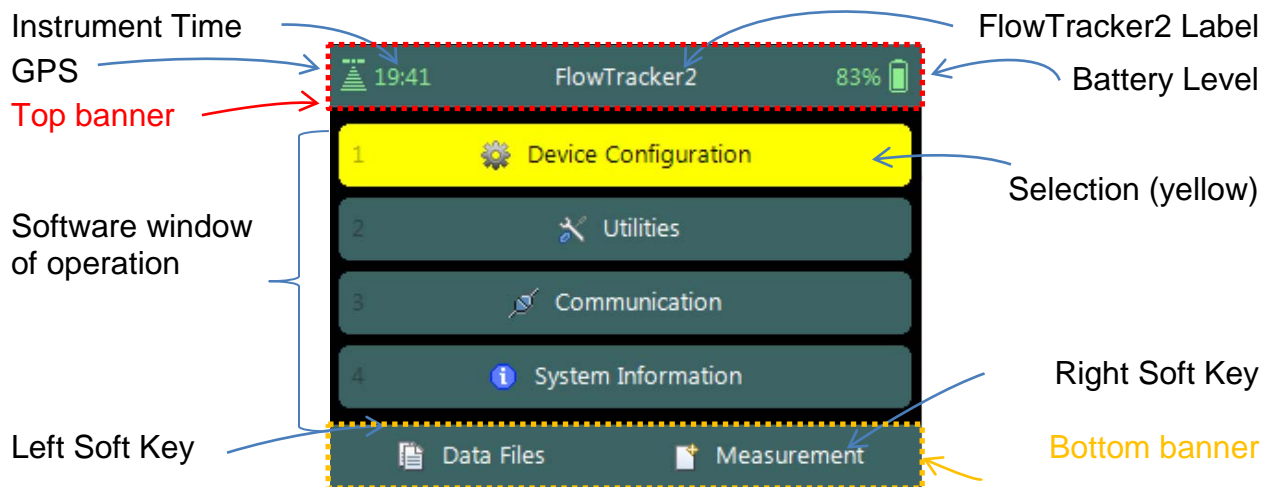 Instrument Time
FlowTracker2 Label
GPS
19:41
FlowTracker2
83%
Battery Level
Top banner
1
Device Configuration
Selection (yellow)
Software window
of operation
2
Utilities
3
Communication
4
System Information
Right Soft Key
Left Soft Key
Data Files
Measurement
Bottom banner